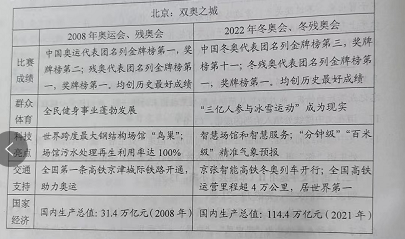 北京：双奥之城
2008年奥运会、残奥会 2022年冬奥会、冬残奥会
比赛成绩
中国奥运代表团名列金牌榜第一，奖
牌榜第二；残奥代表团名列金牌榜第
一，奖牌榜第一。均创历史最好成绩
中国冬奥代表团名列金牌榜第三，奖牌
榜第十一；冬残奥代表团名列金牌榜第
一，奖牌榜第一。均创历史最好成绩
群众体育
全民健身事业蓬勃发展
“三亿人参与冰雪运动”成为现实
科技亮点
世界跨度最大钢结构场馆“鸟巢”；
场馆污水处理再生利用率达100%
智慧场馆和智慧服务；“分钟级”“百米
级”精准气象预报
交通支持
全国第一条高铁京津城际铁路开通，
助力奥运
京张智能高铁冬奥列车开行；全国高铁
运营里程超4万公里，居世界第一
国家经济
国内生产总值：31.4万亿元（2008年）
国内生产总值：114.4万亿元（2021年）